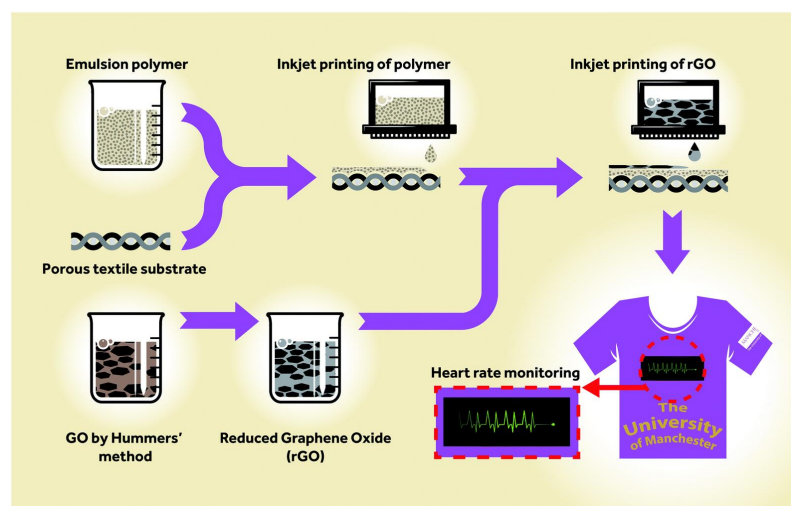 Emulsion polymer
Inkjet printing of polymer
Inkjet printing of rGO
Porous textile substrate
GO by Hummers'
method
Reduced Graphene Oxide
(rGO)
Heart rate monitoring
The
University
of Manchester